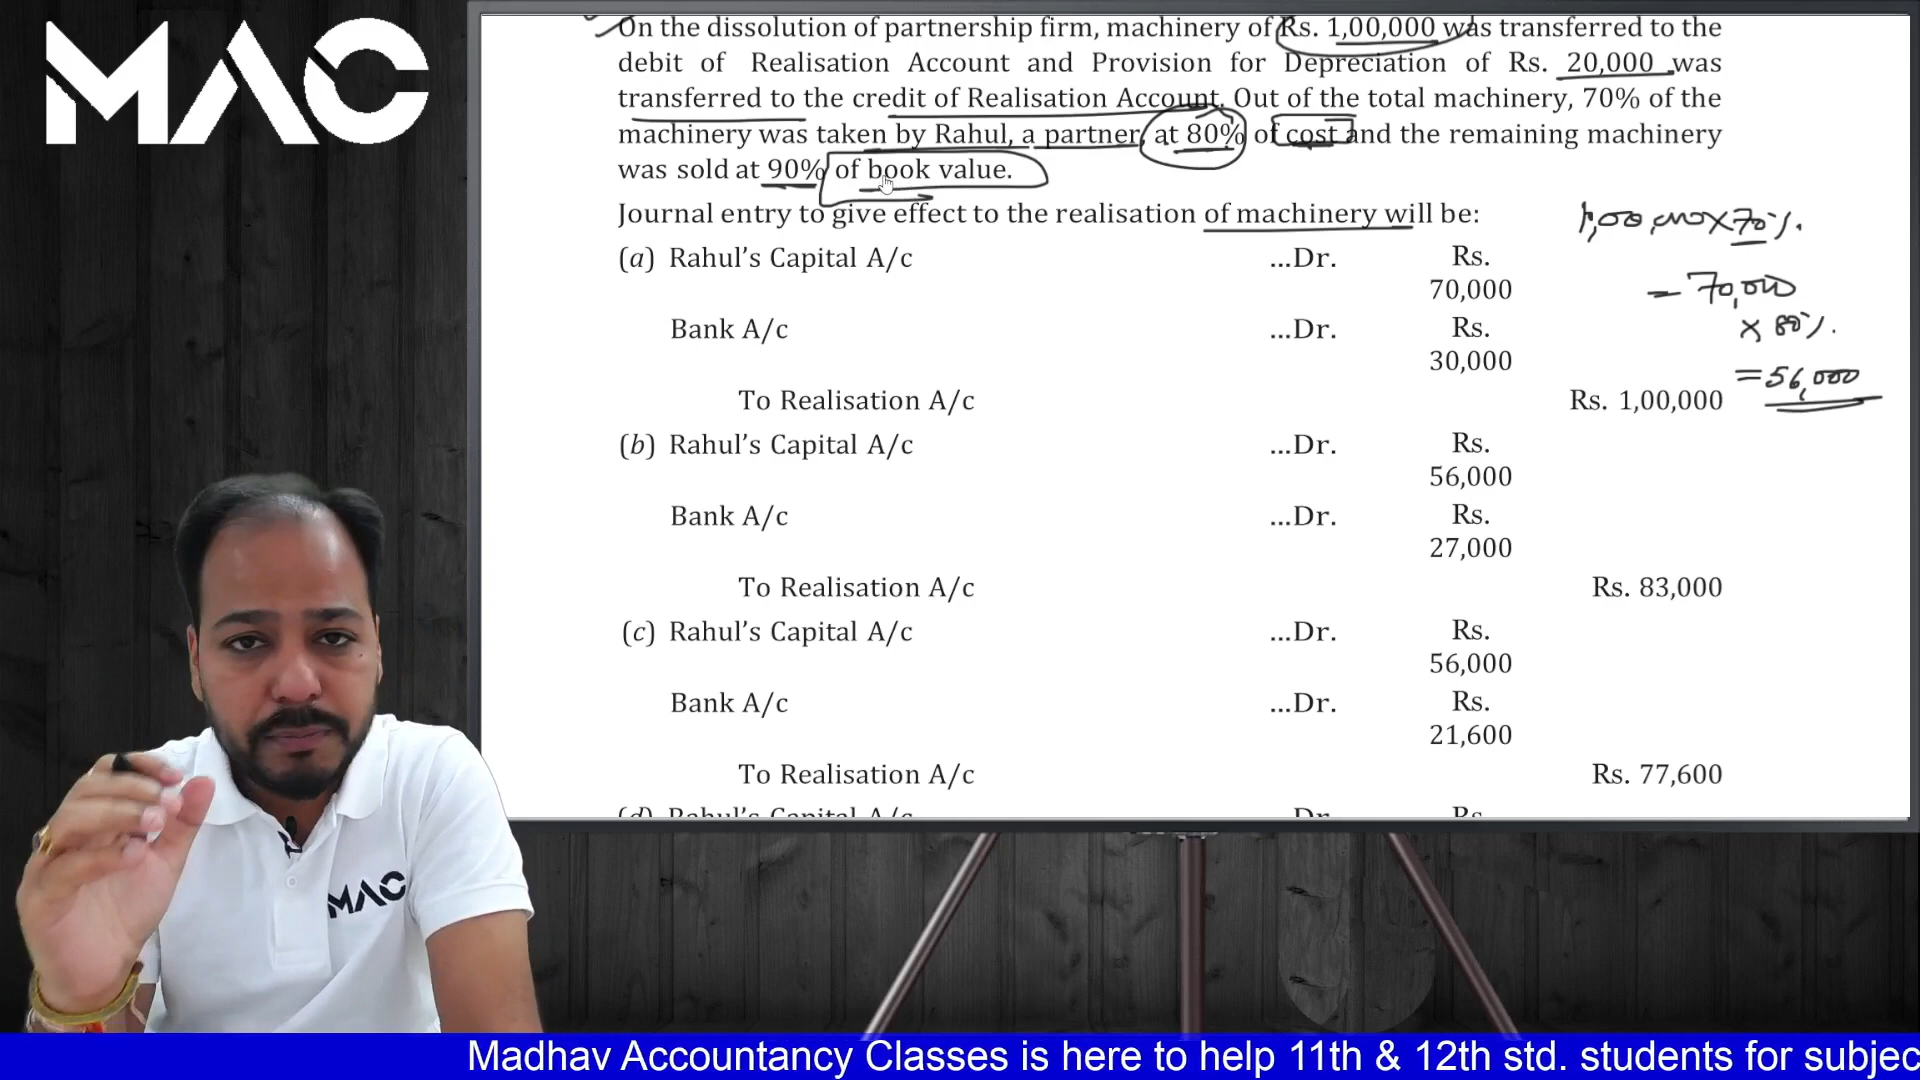 MAC
On the dissolution of partnership firm, machinery of Rs. 1,00,000 was transferred to the
debit of Realisation Account and Provision for Depreciation of Rs. 20,000 was
transferred to the credit of Realisation Account. Out of the total machinery, 70% of the
machinery was taken by Rahul, a partner, at 80% of cost and the remaining machinery
was sold at 90% of book value.
Journal entry to give effect to the realisation of machinery will be:
(a) Rahul's Capital A/c ...Dr. Rs.
70,000
Bank A/c ...Dr. Rs.
30,000
To Realisation A/c Rs. 1,00,000
(b) Rahul's Capital A/c ...Dr. Rs.
56,000
Bank A/c ...Dr. Rs.
27,000
To Realisation A/c Rs. 83,000
(c) Rahul's Capital A/c ...Dr. Rs.
56,000
Bank A/c ...Dr. Rs.
21,600
To Realisation A/c Rs. 77,600
(d) Rahul's Capital A/c Dr Rs
1,00,000 x 70%.
= 70,000
x 80%.
= 56,000
MAC
Madhav Accountancy Classes is here to help 11th & 12th std. students for subjec